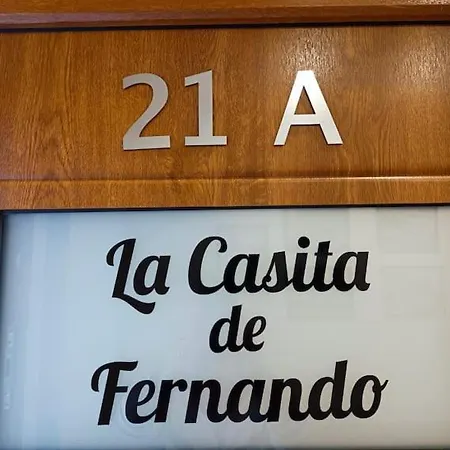 21 A
La Casita
de
Fernando